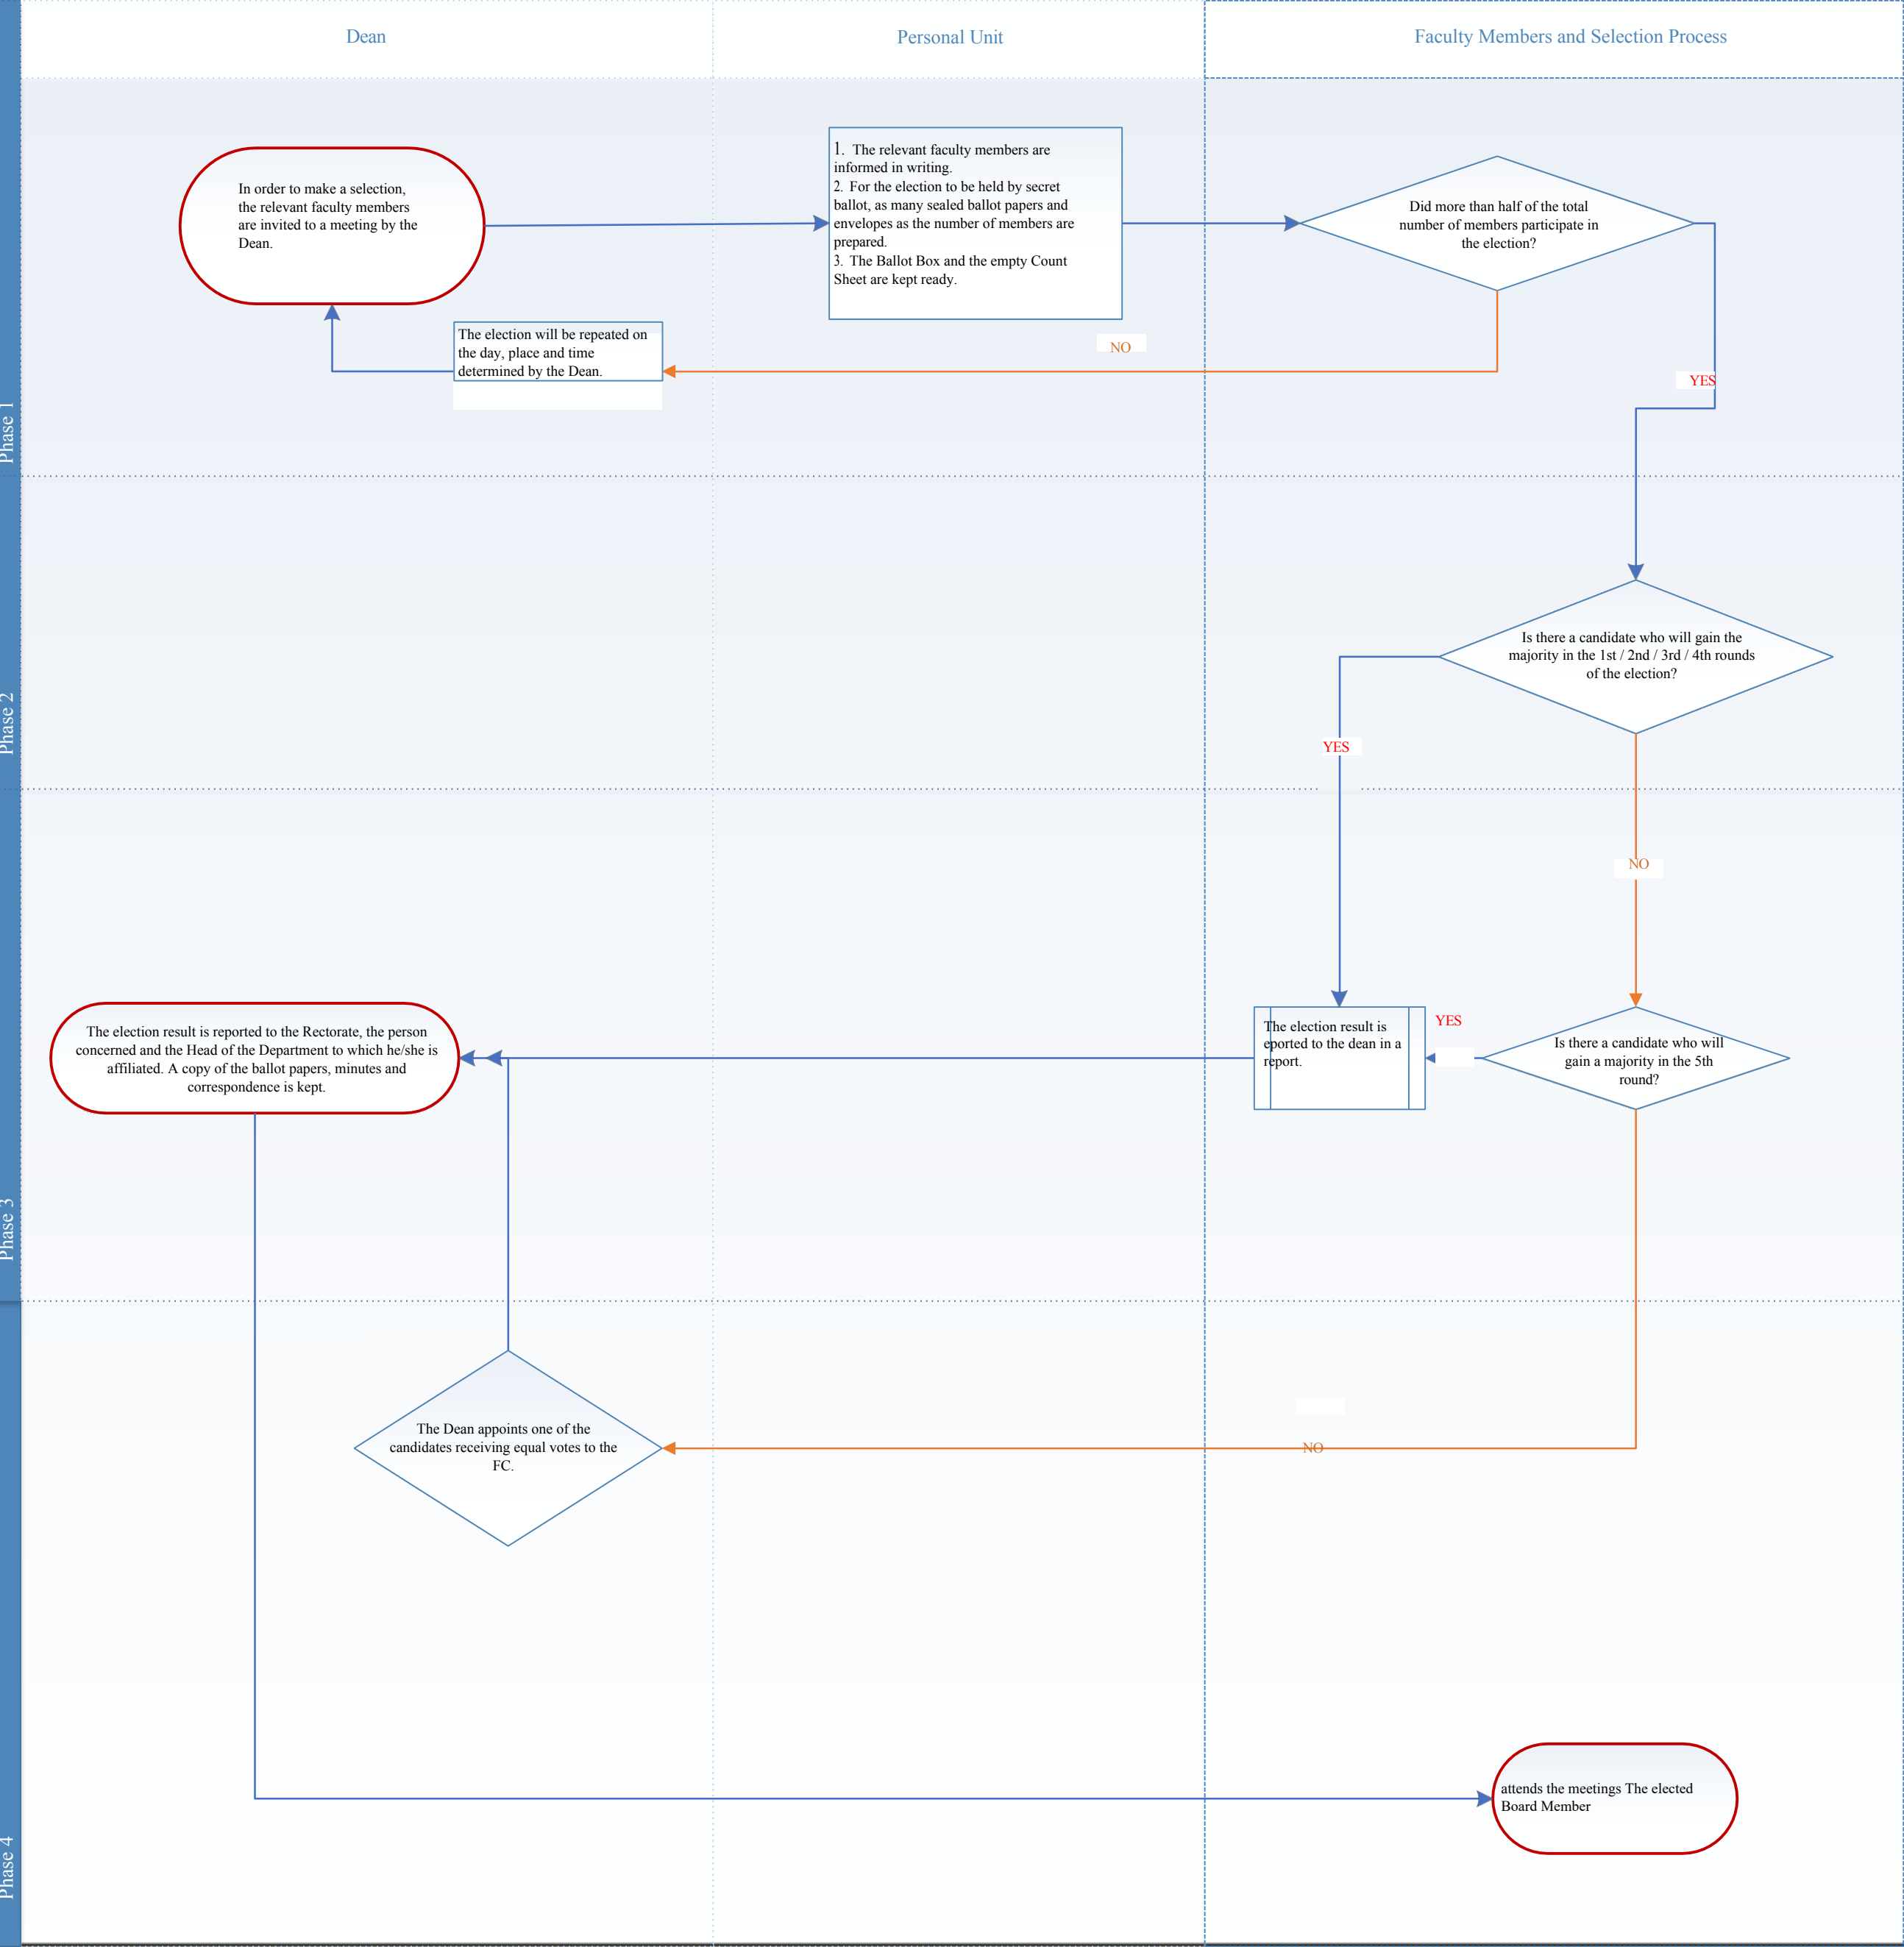 Dean
Personal Unit
Faculty Members and Selection Process
Phase 1
In order to make a selection,
the relevant faculty members
are invited to a meeting by the
Dean.
1. The relevant faculty members are
informed in writing.
2. For the election to be held by secret
ballot, as many sealed ballot papers and
envelopes as the number of members are
prepared.
3. The Ballot Box and the empty Count
Sheet are kept ready.
Did more than half of the total
number of members participate in
the election?
The election will be repeated on
the day, place and time
determined by the Dean.
NO
YES
Phase 2
Is there a candidate who will gain the
majority in the 1st / 2nd / 3rd / 4th rounds
of the election?
YES
NO
Phase 3
The election result is reported to the Rectorate, the person
concerned and the Head of the Department to which he/she is
affiliated. A copy of the ballot papers, minutes and
correspondence is kept.
The election result is
eported to the dean in a
report.
YES
Is there a candidate who will
gain a majority in the 5th
round?
Phase 4
The Dean appoints one of the
candidates receiving equal votes to the
FC.
NO
attends the meetings The elected
Board Member